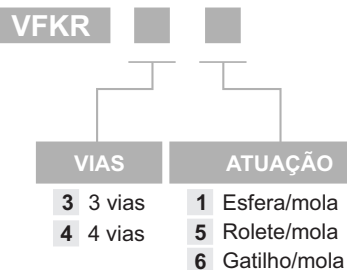 VFKR
VIAS
3 3 vias
4 4 vias
ATUAÇÃO
1 Esfera/mola
5 Rolete/mola
6 Gatilho/mola